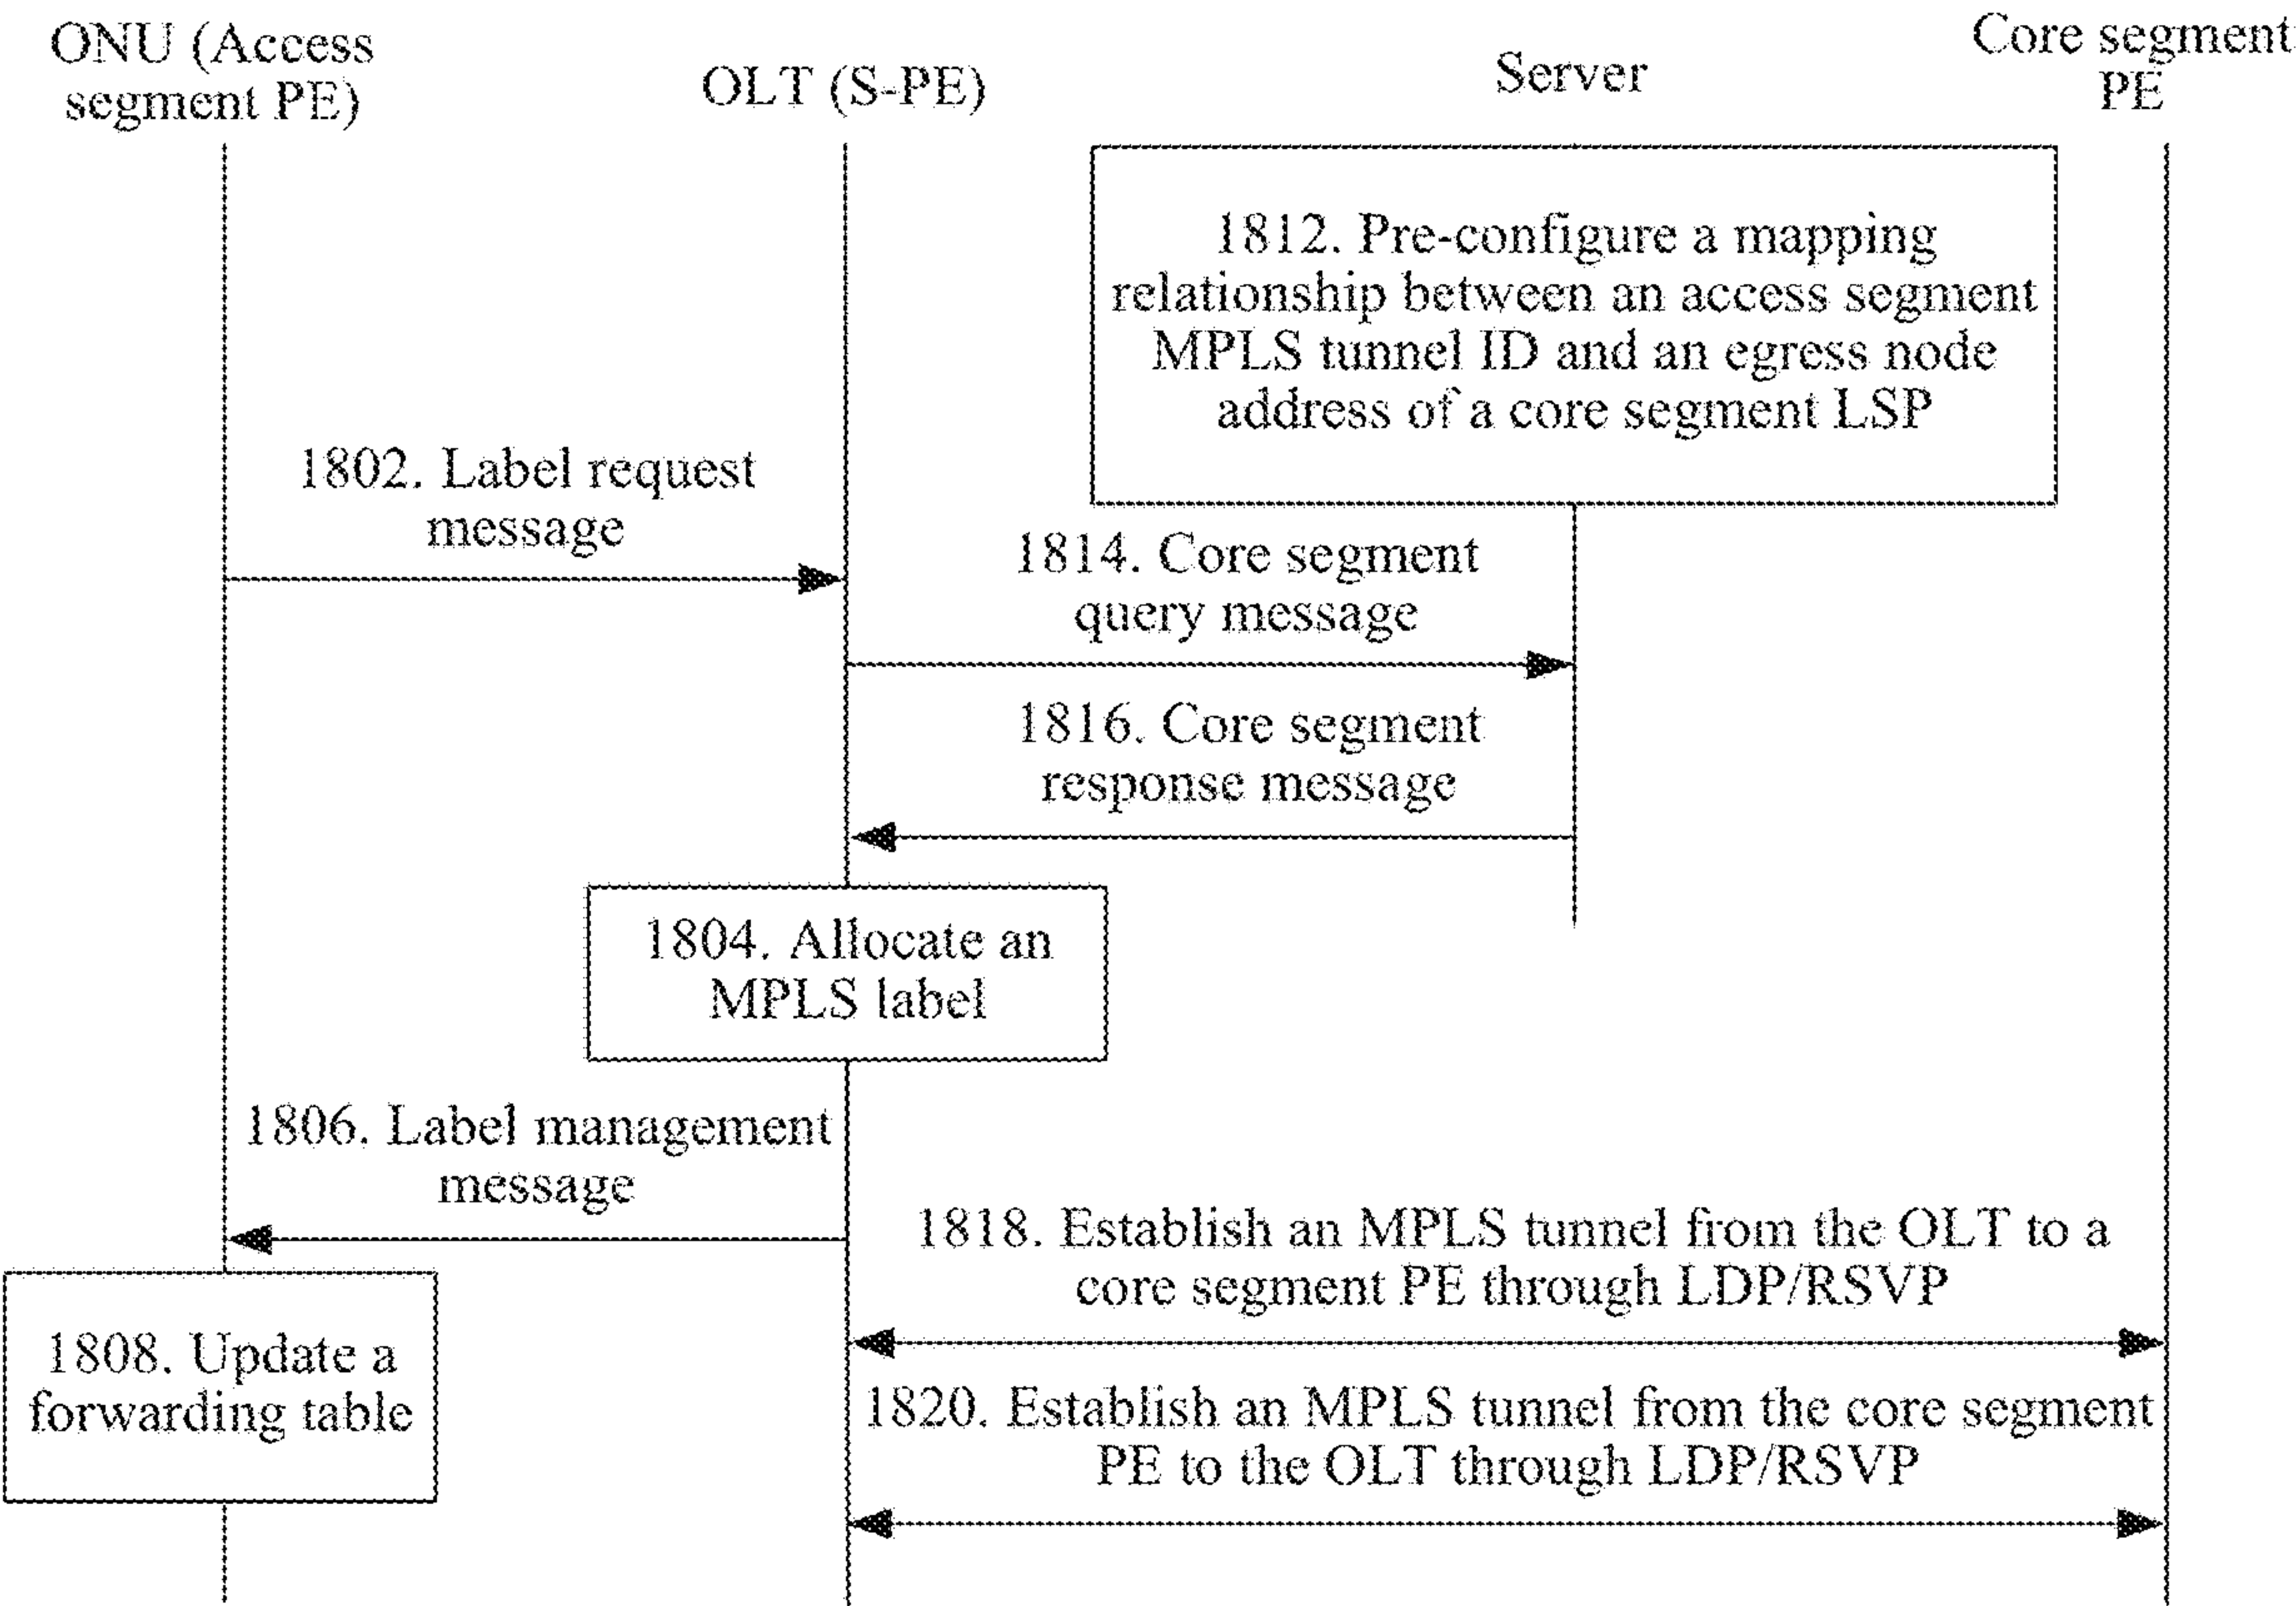 ONU (Access
segment PE)
OLT (S-PE)
Server
Core segment
PE
1812. Pre-configure a mapping
relationship between an access segment
MPLS tunnel ID and an egress node
address of a core segment LSP
1802. Label request
message
1814. Core segment
query message
1816. Core segment
response message
1804. Allocate an
MPLS label
1806. Label management
message
1818. Establish an MPLS tunnel from the OLT to a
core segment PE through LDP/RSVP
1808. Update a
forwarding table
1820. Establish an MPLS tunnel from the core segment
PE to the OLT through LDP/RSVP